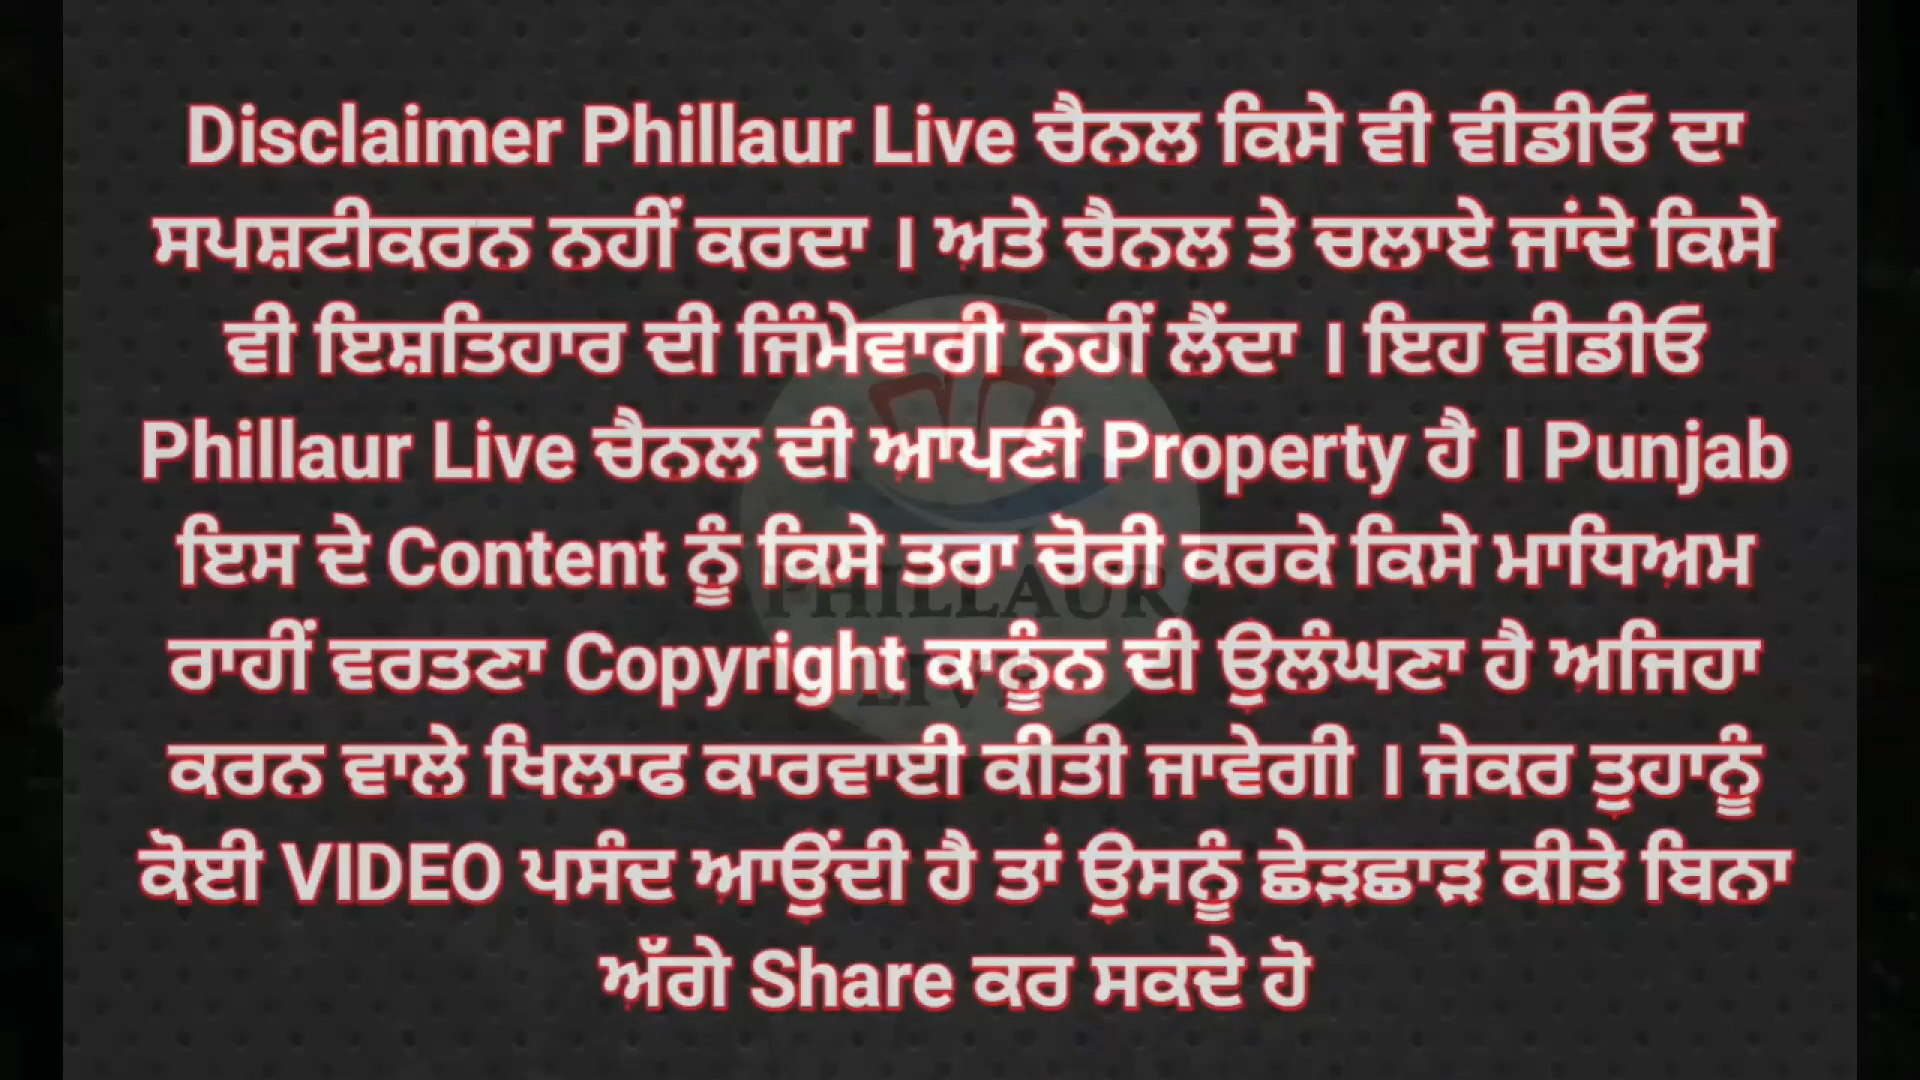 Disclaimer Phillaur Live ਚੈਨਲ ਕਿਸੇ ਵੀ ਵੀਡੀਓ ਦਾ
ਸਪਸ਼ਟੀਕਰਨ ਨਹੀਂ ਕਰਦਾ । ਅਤੇ ਚੈਨਲ ਤੇ ਚਲਾਏ ਜਾਂਦੇ ਕਿਸੇ
ਵੀ ਇਸ਼ਤਿਹਾਰ ਦੀ ਜਿੰਮੇਵਾਰੀ ਨਹੀਂ ਲੈਂਦਾ । ਇਹ ਵੀਡੀਓ
Phillaur Live ਚੈਨਲ ਦੀ ਆਪਣੀ Property ਹੈ । Punjab
ਇਸ ਦੇ Content ਨੂੰ ਕਿਸੇ ਤਰਾ ਚੋਰੀ ਕਰਕੇ ਕਿਸੇ ਮਾਧਿਅਮ
ਰਾਹੀਂ ਵਰਤਣਾ Copyright ਕਾਨੂੰਨ ਦੀ ਉਲੰਘਣਾ ਹੈ ਅਜਿਹਾ
ਕਰਨ ਵਾਲੇ ਖਿਲਾਫ ਕਾਰਵਾਈ ਕੀਤੀ ਜਾਵੇਗੀ । ਜੇਕਰ ਤੁਹਾਨੂੰ
ਕੋਈ VIDEO ਪਸੰਦ ਆਉਂਦੀ ਹੈ ਤਾਂ ਉਸਨੂੰ ਛੇੜਛਾੜ ਕੀਤੇ ਬਿਨਾ
ਅੱਗੇ Share ਕਰ ਸਕਦੇ ਹੋ
PHILLAUR
LIVE